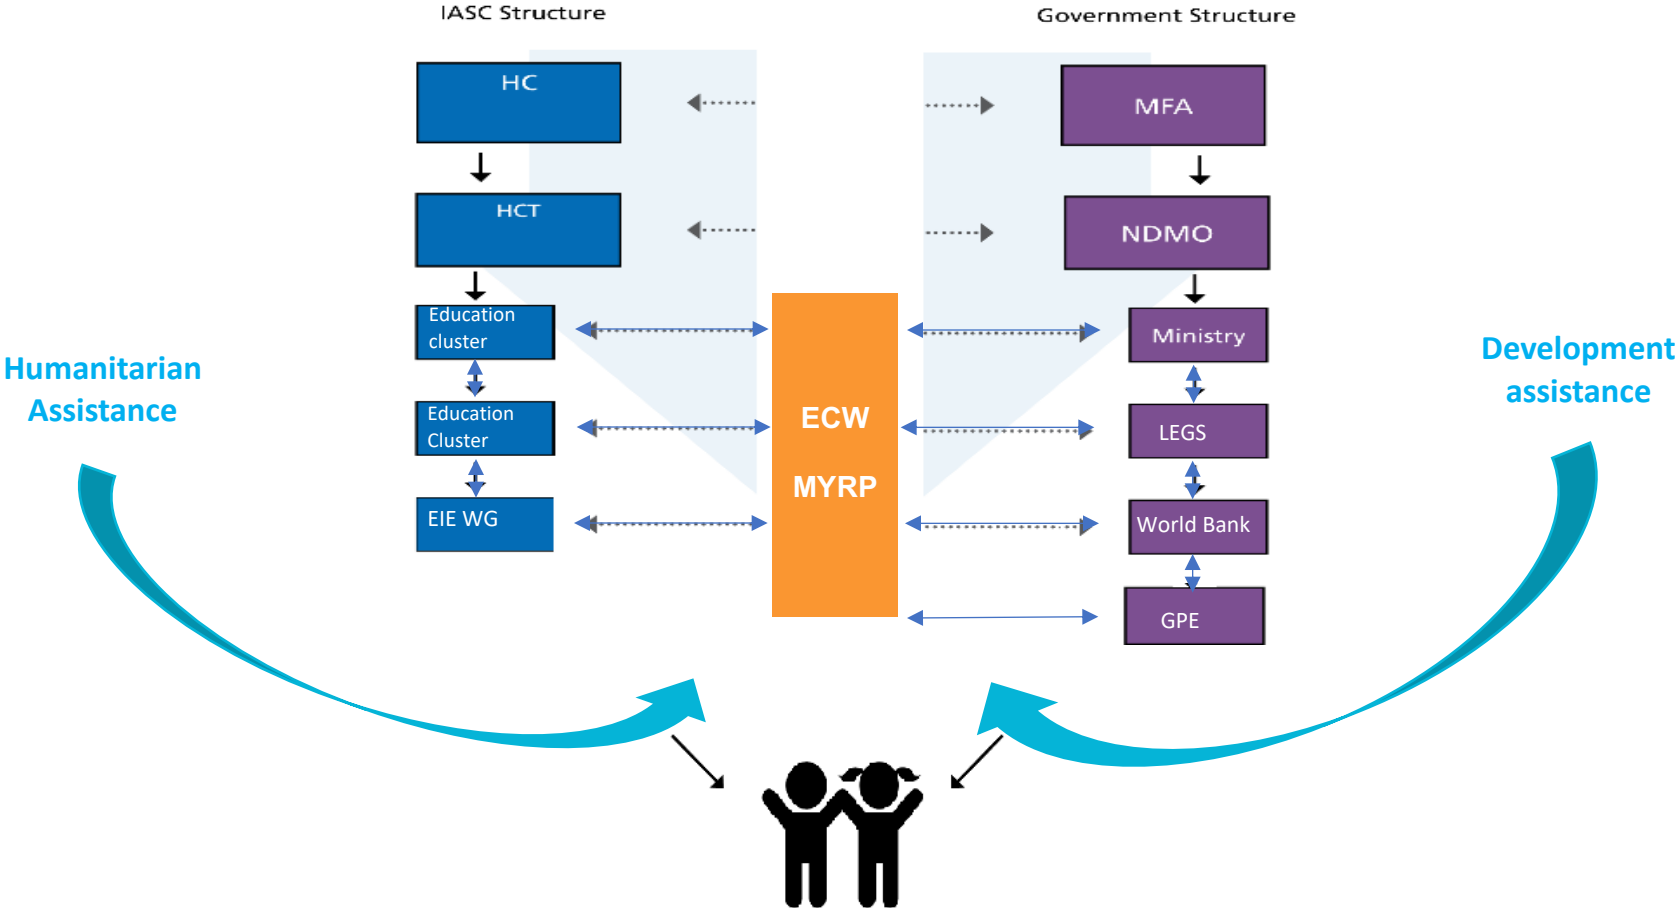 IASC Structure
Government Structure
HC
MFA
HCT
NDMO
Education
cluster
Ministry
Humanitarian
Assistance
Development
assistance
Education
Cluster
ECW
MYRP
LEGS
EIE WG
World Bank
GPE